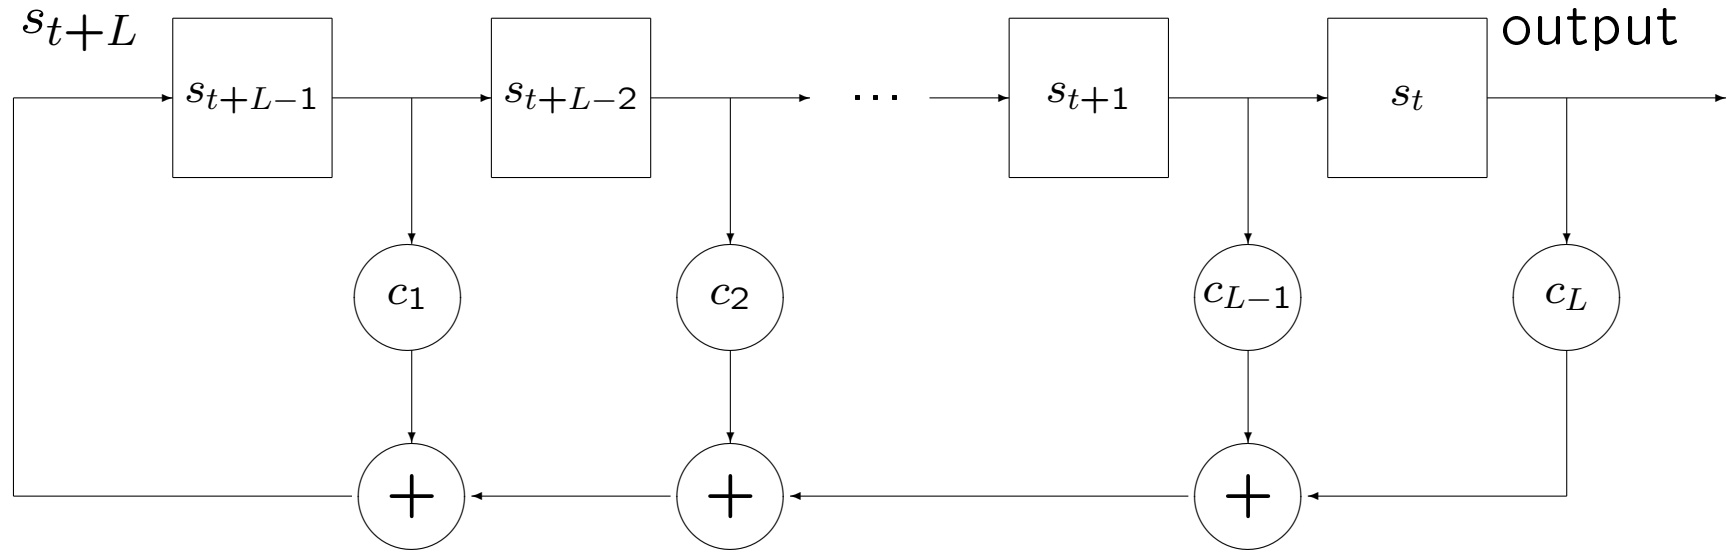 s_{t+L} output
s_{t+L-1} s_{t+L-2} ... s_{t+1} s_t
c_1 c_2 c_{L-1} c_L
+ + +